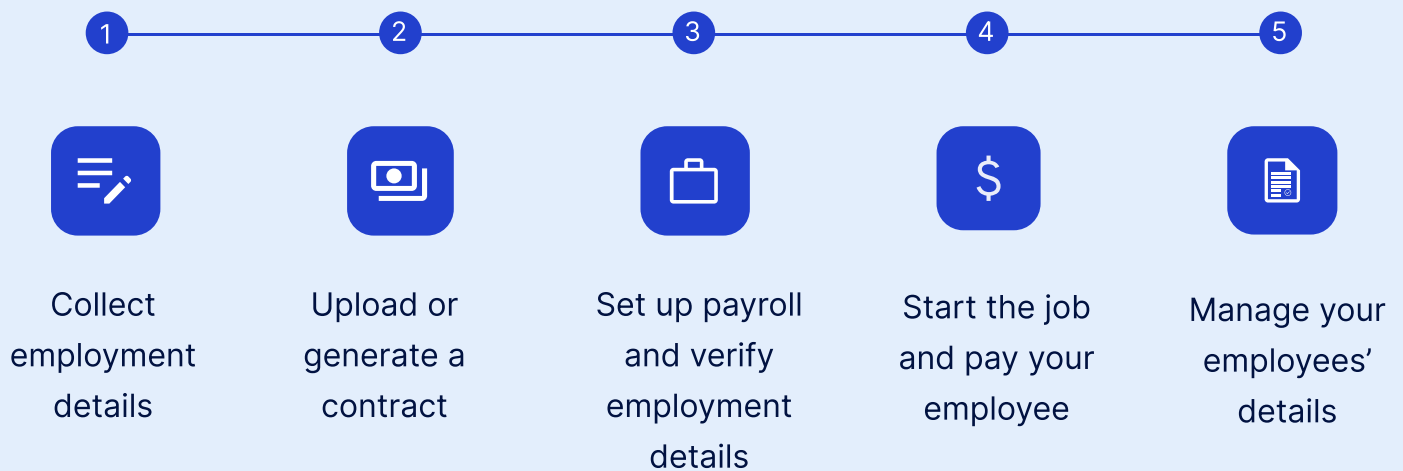 1 2 3 4 5
Collect
employment
details
Upload or
generate a
contract
Set up payroll
and verify
employment
details
Start the job
and pay your
employee
Manage your
employees’
details